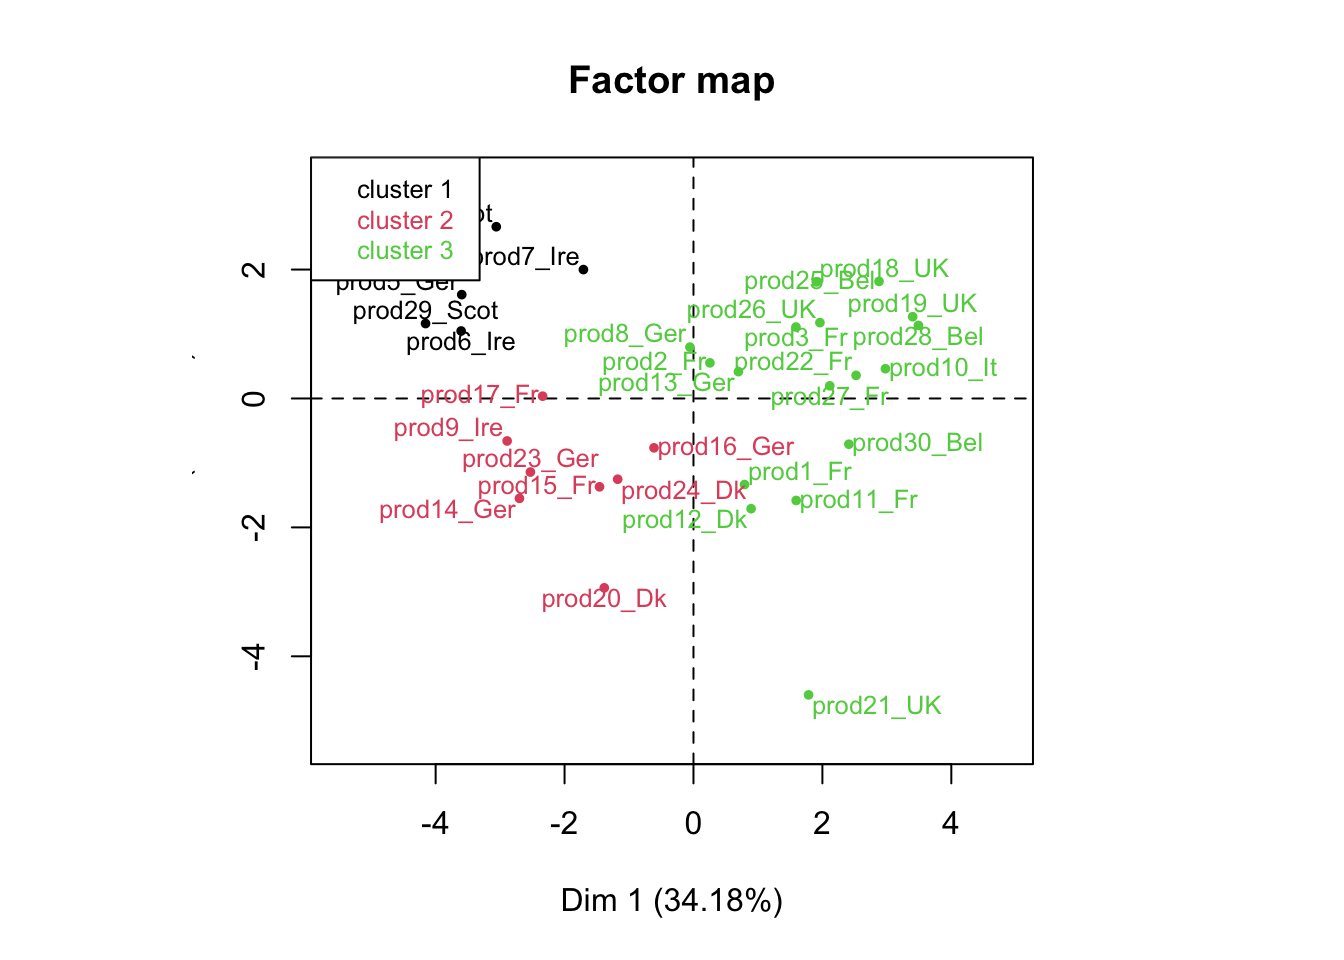 Factor map
cluster 1
cluster 2
cluster 3
prod7_Ire
prod29_Scot
prod6_Ire
prod18_UK
prod25_Bel
prod19_UK
prod26_UK
prod8_Ger
prod3_Fr
prod28_Bel
prod2_Fr
prod22_Fr
prod10_It
prod13_Ger
prod17_Fr
prod27_Fr
prod9_Ire
prod16_Ger
prod30_Bel
prod23_Ger
prod1_Fr
prod15_Fr
prod24_Dk
prod11_Fr
prod14_Ger
prod12_Dk
prod20_Dk
prod21_UK
2
0
-2
-4
-4 -2 0 2 4
Dim 1 (34.18%)